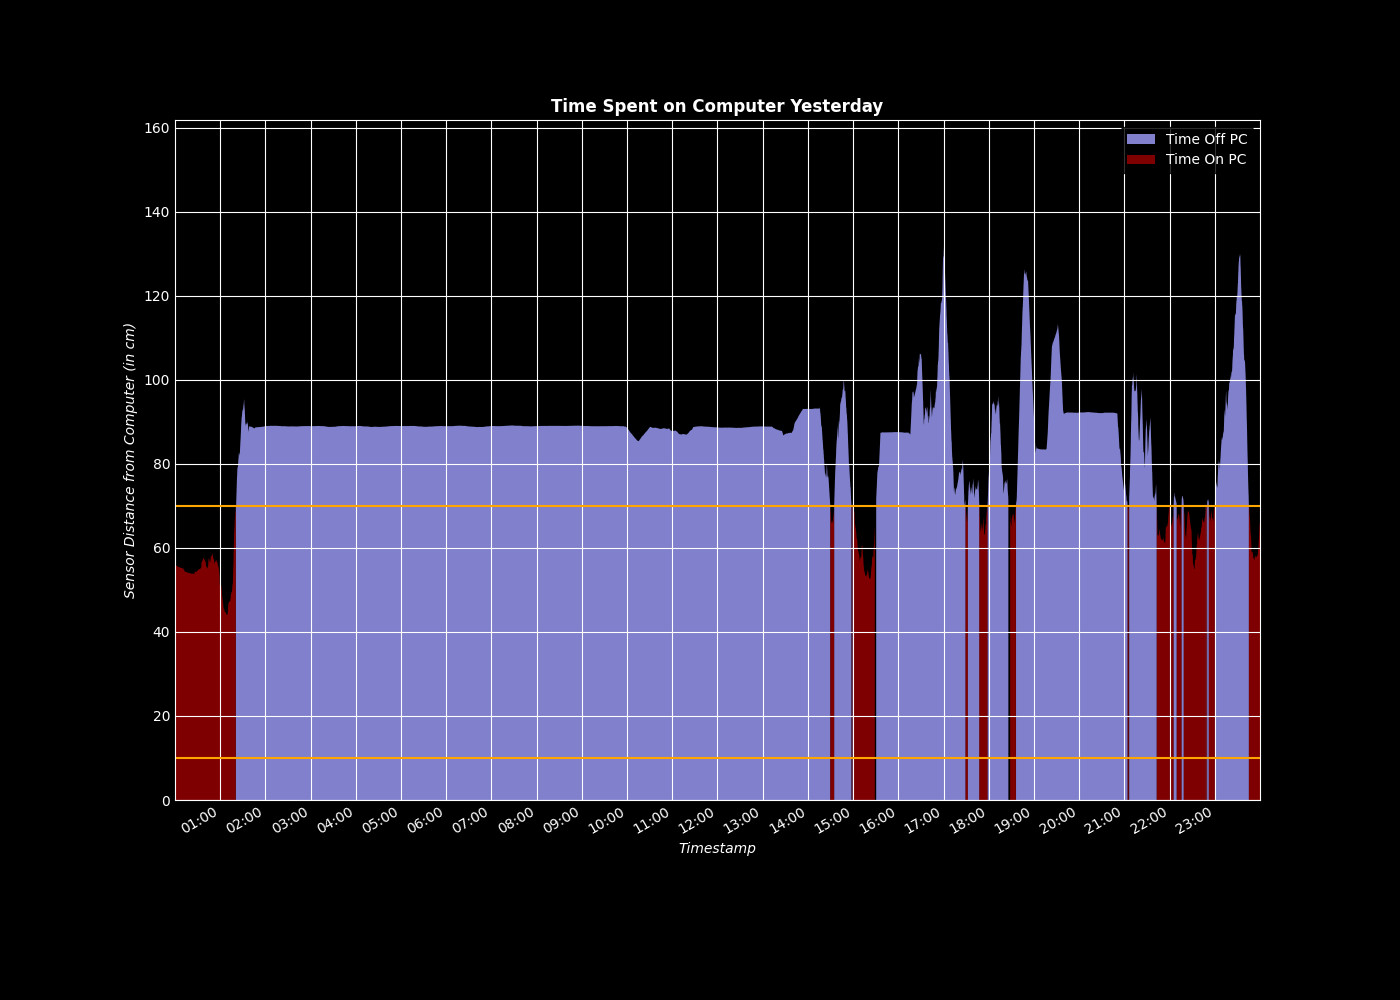 Time Spent on Computer Yesterday
Time Off PC
Time On PC
Sensor Distance from Computer (in cm)
160
140
120
100
80
60
40
20
0
01:00 02:00 03:00 04:00 05:00 06:00 07:00 08:00 09:00 10:00 11:00 12:00 13:00 14:00 15:00 16:00 17:00 18:00 19:00 20:00 21:00 22:00 23:00
Timestamp